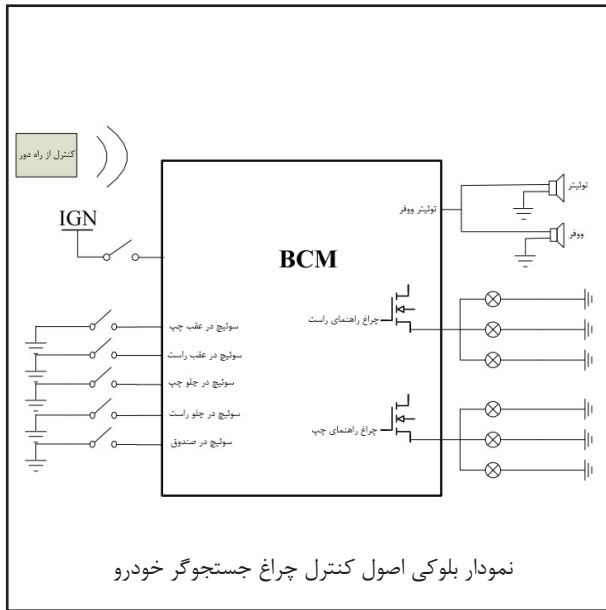 کنترل از راه دور
IGN
BCM
توئیتر ووفر
توئیتر
ووفر
چراغ راهنمای راست
سوئیچ در عقب چپ
سوئیچ در عقب راست
سوئیچ در جلو چپ
سوئیچ در جلو راست
سوئیچ در صندوق
چراغ راهنمای چپ
نمودار بلوکی اصول کنترل چراغ جستجوگر خودرو